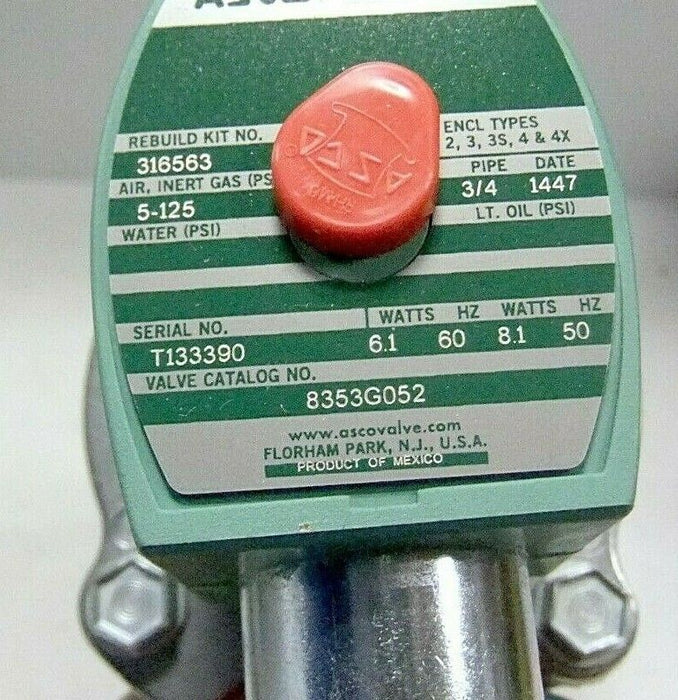 REBUILD KIT NO.
ENCL TYPES
316563
2, 3, 3S, 4 & 4X
AIR, INERT GAS (PS
PIPE DATE
5-125
3/4 1447
WATER (PSI)
LT. OIL (PSI)
ASCO
SERIAL NO.
WATTS HZ WATTS HZ
T133390
6.1 60 8.1 50
VALVE CATALOG NO.
8353G052
www.ascovalve.com
FLORHAM PARK, N.J., U.S.A.
PRODUCT OF MEXICO